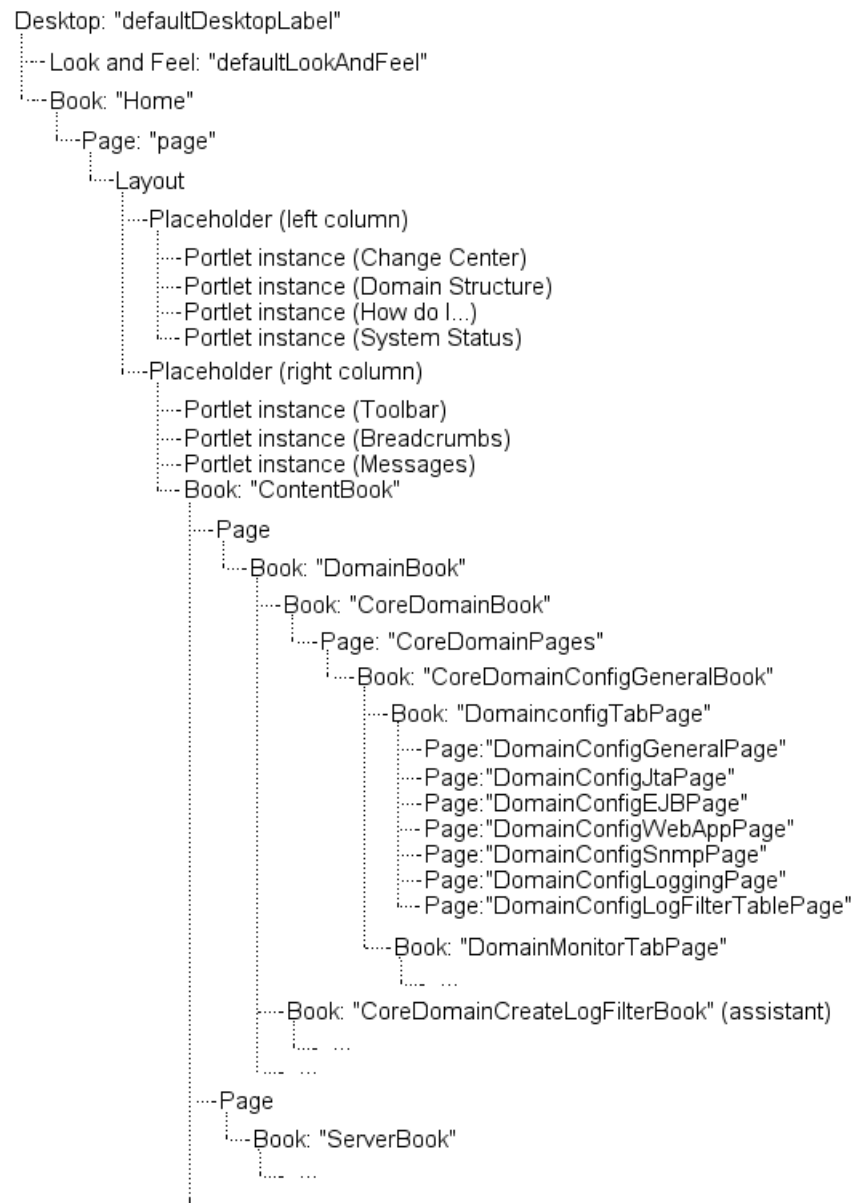 Desktop: "defaultDesktopLabel"
Look and Feel: "defaultLookAndFeel"
Book: "Home"
Page: "page"
Layout
Placeholder (left column)
Portlet instance (Change Center)
Portlet instance (Domain Structure)
Portlet instance (How do I...)
Portlet instance (System Status)
Placeholder (right column)
Portlet instance (Toolbar)
Portlet instance (Breadcrumbs)
Portlet instance (Messages)
Book: "ContentBook"
Page
Book: "DomainBook"
Book: "CoreDomainBook"
Page: "CoreDomainPages"
Book: "CoreDomainConfigGeneralBook"
Book: "DomainconfigTabPage"
Page:"DomainConfigGeneralPage"
Page:"DomainConfigJtaPage"
Page:"DomainConfigEJBPage"
Page:"DomainConfigWebAppPage"
Page:"DomainConfigSnmpPage"
Page:"DomainConfigLoggingPage"
Page:"DomainConfigLogFilterTablePage"
Book: "DomainMonitorTabPage"
...
Book: "CoreDomainCreateLogFilterBook" (assistant)
...
...
Page
Book: "ServerBook"
...